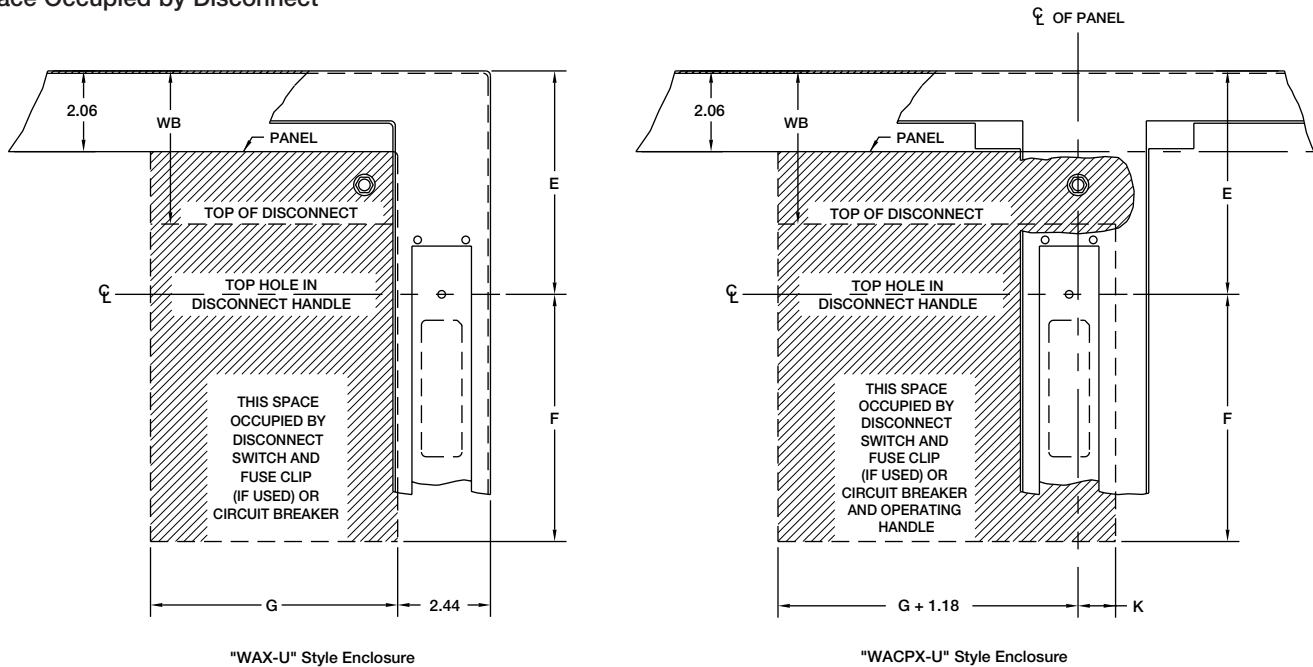 ace Occupied by Disconnect
℄ OF PANEL
2.06
WB
PANEL
E
TOP OF DISCONNECT
℄
TOP HOLE IN
DISCONNECT HANDLE
THIS SPACE
OCCUPIED BY
DISCONNECT
SWITCH AND
FUSE CLIP
(IF USED) OR
CIRCUIT BREAKER
F
G
2.44
"WAX-U" Style Enclosure
2.06
WB
PANEL
E
TOP OF DISCONNECT
℄
TOP HOLE IN
DISCONNECT HANDLE
THIS SPACE
OCCUPIED BY
DISCONNECT
SWITCH AND
FUSE CLIP
(IF USED) OR
CIRCUIT BREAKER
AND OPERATING
HANDLE
F
G + 1.18
K
"WACPX-U" Style Enclosure